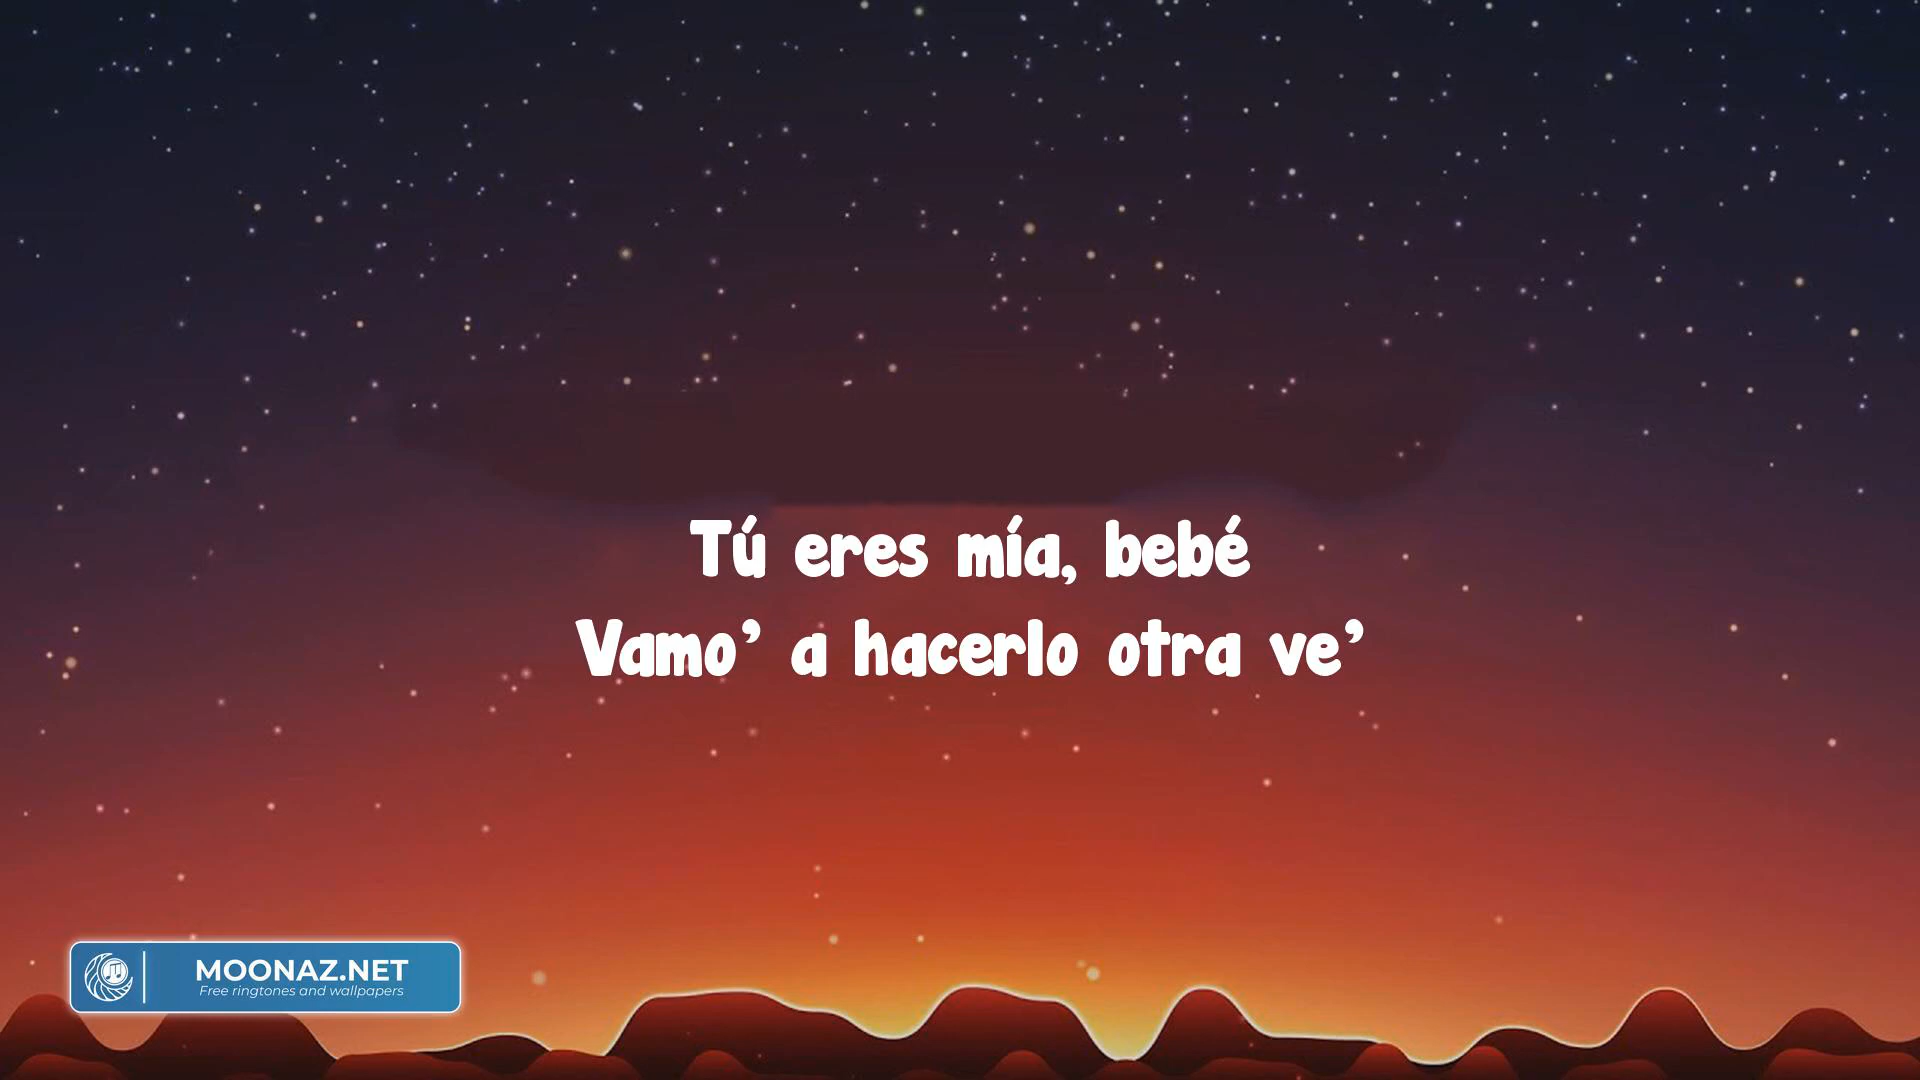 Tú eres mía, bebé
Vamo’ a hacerlo otra ve’
MOONAZ.NET
Free ringtones and wallpapers